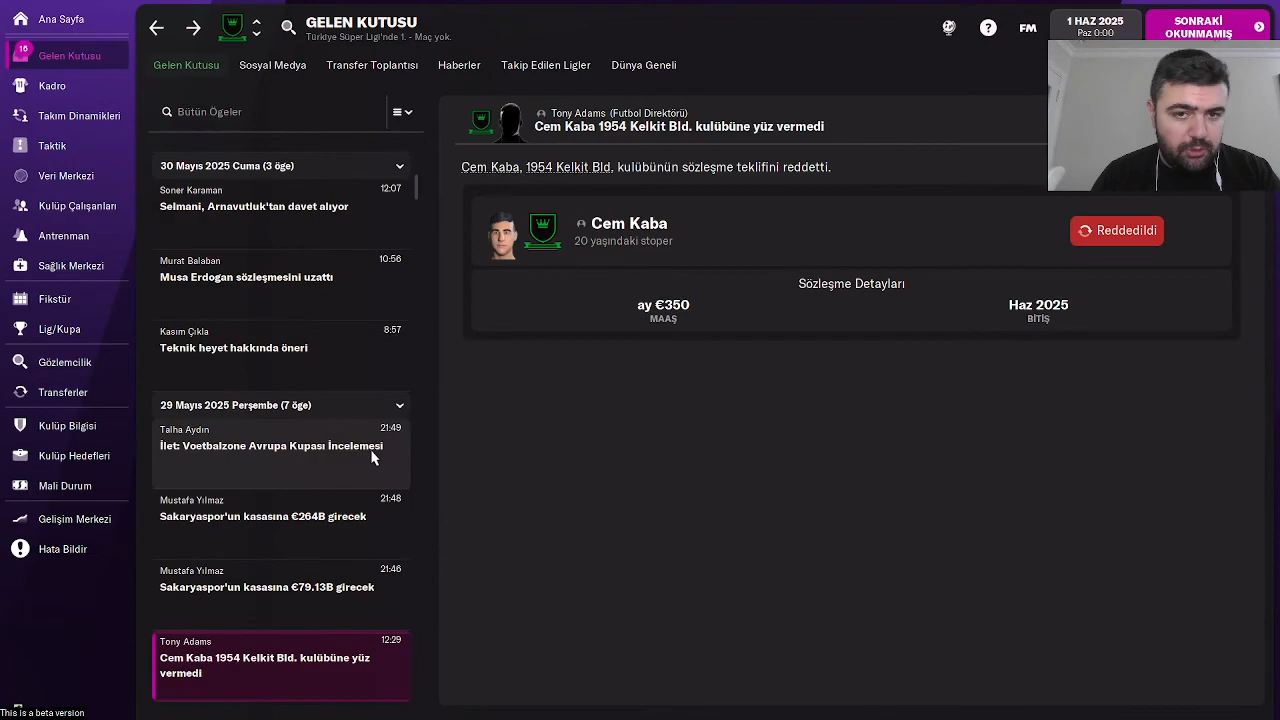 Ana Sayfa
16
Gelen Kutusu
Kadro
Takım Dinamikleri
Taktik
Veri Merkezi
Kulüp Çalışanları
Antrenman
Sağlık Merkezi
Fikstür
Lig/Kupa
Gözlemcilik
Transferler
Kulüp Bilgisi
Kulüp Hedefleri
Mali Durum
Gelişim Merkezi
Hata Bildir
This is a beta version
GELEN KUTUSU
Türkiye Süper Ligi'nde 1. - Maç yok.
FM
1 HAZ 2025
Paz 0:00
SONRAKİ
OKUNMAMIŞ
Gelen Kutusu
Sosyal Medya
Transfer Toplantısı
Haberler
Takip Edilen Ligler
Dünya Geneli
Bütün Ögeler
30 Mayıs 2025 Cuma (3 öge)
Soner Karaman 12:07
Selmani, Arnavutluk'tan davet alıyor
Murat Balaban 10:56
Musa Erdogan sözleşmesini uzattı
Kasım Çıkla 8:57
Teknik heyet hakkında öneri
29 Mayıs 2025 Perşembe (7 öge)
Talha Aydın 21:49
İlet: Voetbalzone Avrupa Kupası İncelemesi
Mustafa Yılmaz 21:48
Sakaryaspor'un kasasına €264B girecek
Mustafa Yılmaz 21:46
Sakaryaspor'un kasasına €79.13B girecek
Tony Adams 12:29
Cem Kaba 1954 Kelkit Bld. kulübüne yüz
vermedi
Tony Adams (Futbol Direktörü)
Cem Kaba 1954 Kelkit Bld. kulübüne yüz vermedi
Cem Kaba, 1954 Kelkit Bld. kulübünün sözleşme teklifini reddetti.
Cem Kaba
20 yaşındaki stoper
Reddedildi
Sözleşme Detayları
ay €350
MAAŞ
Haz 2025
BİTİŞ